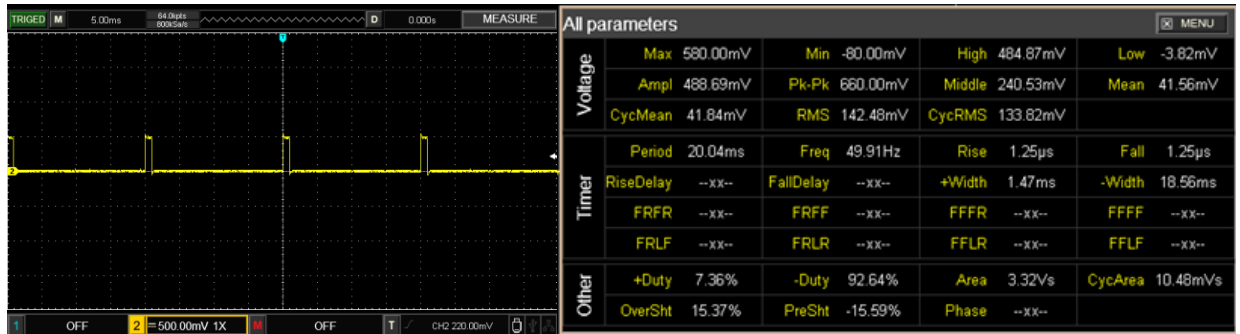 TRIGED M 5.00ms 64.0kpts 800kSa/s D 0.000s MEASURE
T
2
1 OFF 2 500.00mV 1X M OFF T CH2 220.00mV
All parameters MENU
Voltage
Max 580.00mV Min -80.00mV High 484.87mV Low -3.82mV
Ampl 488.69mV Pk-Pk 660.00mV Middle 240.53mV Mean 41.56mV
CycMean 41.84mV RMS 142.48mV CycRMS 133.82mV
Timer
Period 20.04ms Freq 49.91Hz Rise 1.25µs Fall 1.25µs
RiseDelay --xx-- FallDelay --xx-- +Width 1.47ms -Width 18.56ms
FRFR --xx-- FRFF --xx-- FFFR --xx-- FFFF --xx--
FRLF --xx-- FRLR --xx-- FFLR --xx-- FFLF --xx--
Other
+Duty 7.36% -Duty 92.64% Area 3.32Vs CycArea 10.48mVs
OverSht 15.37% PreSht -15.59% Phase --xx--